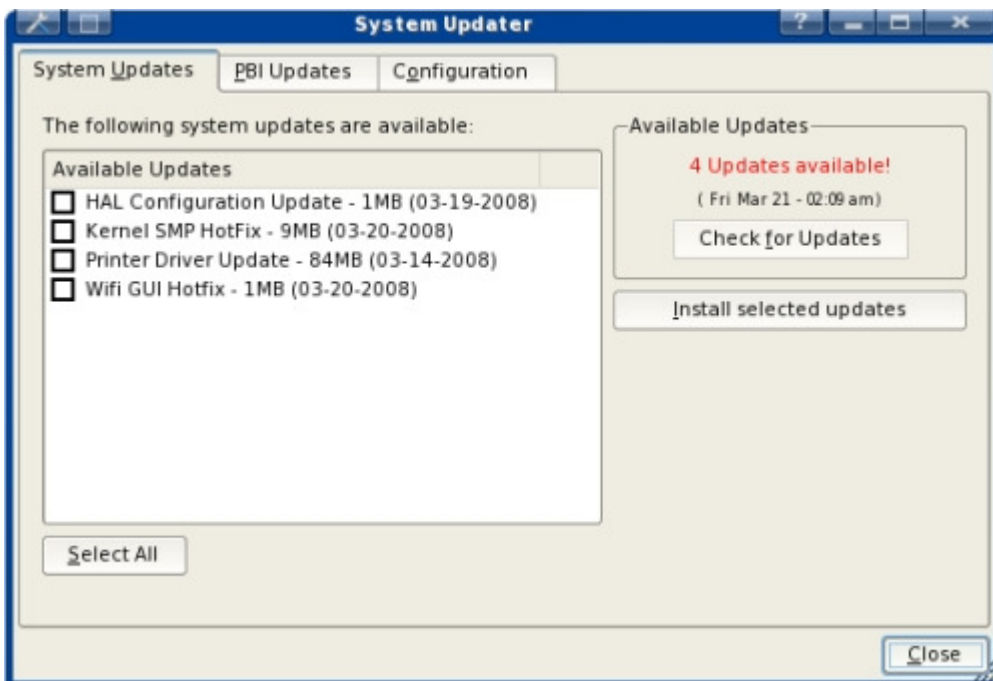 System Updater
System Updates
PBI Updates
Configuration
The following system updates are available:
Available Updates
HAL Configuration Update - 1MB (03-19-2008)
Kernel SMP HotFix - 9MB (03-20-2008)
Printer Driver Update - 84MB (03-14-2008)
Wifi GUI Hotfix - 1MB (03-20-2008)
Select All
Available Updates
4 Updates available!
( Fri Mar 21 - 02:09 am)
Check for Updates
Install selected updates
Close